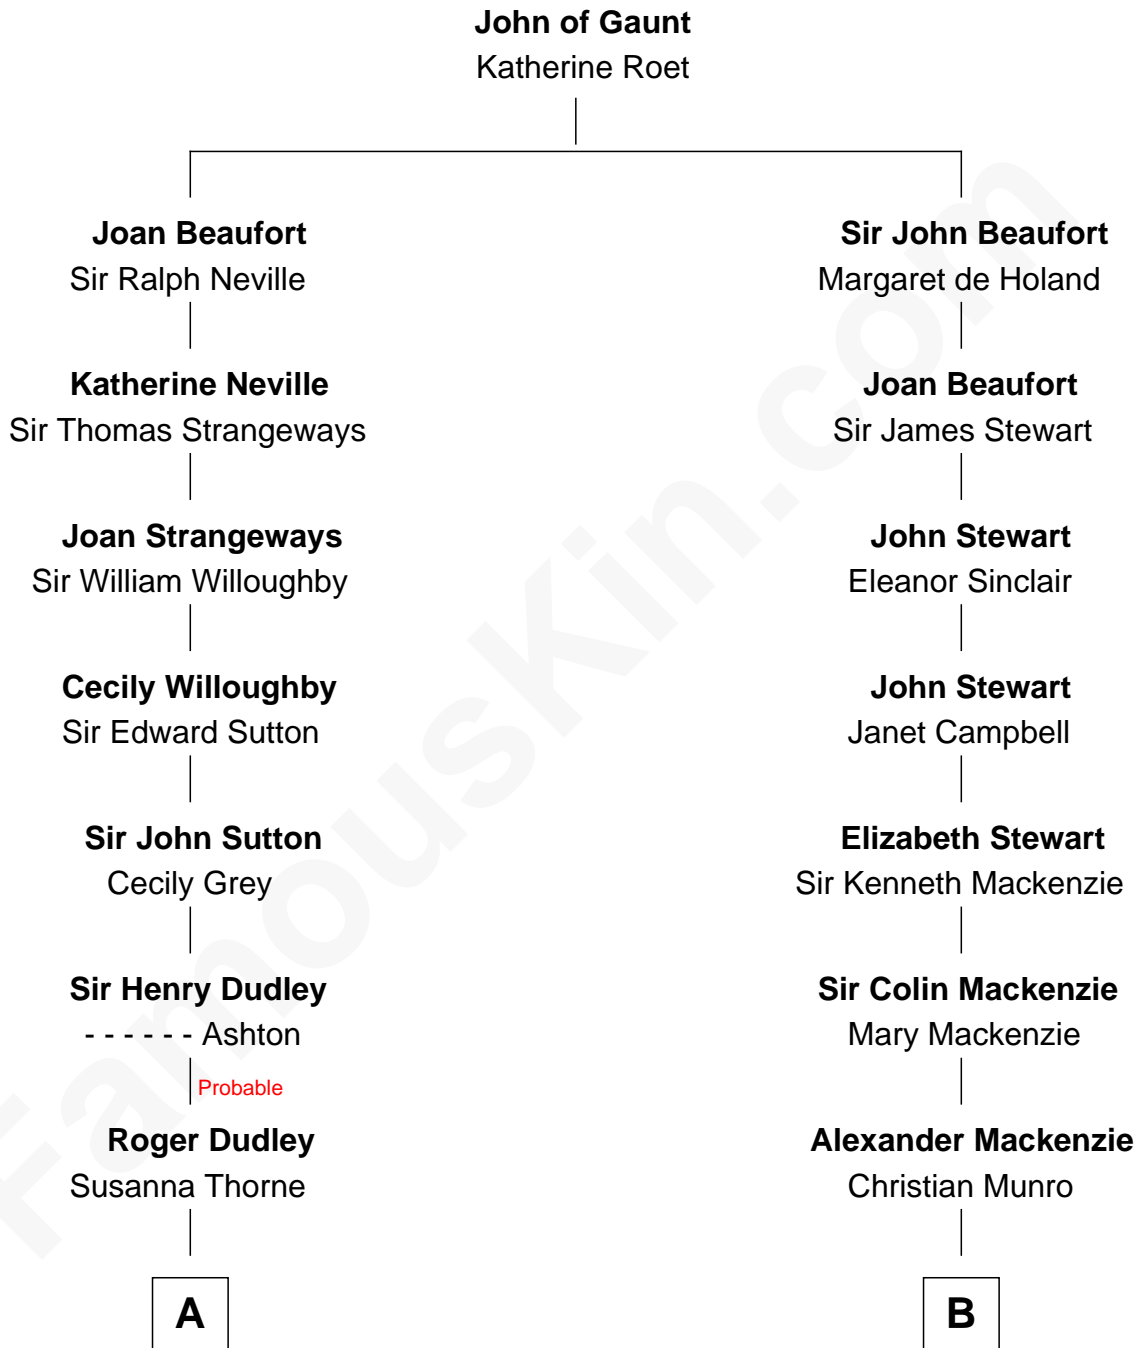 John of Gaunt
Katherine Roet
Joan Beaufort
Sir Ralph Neville
Katherine Neville
Sir Thomas Strangeways
Joan Strangeways
Sir William Willoughby
Cecily Willoughby
Sir Edward Sutton
Sir John Sutton
Cecily Grey
Sir Henry Dudley
- - - - - - Ashton
Probable
Roger Dudley
Susanna Thorne
A
Sir John Beaufort
Margaret de Holand
Joan Beaufort
Sir James Stewart
John Stewart
Eleanor Sinclair
John Stewart
Janet Campbell
Elizabeth Stewart
Sir Kenneth Mackenzie
Sir Colin Mackenzie
Mary Mackenzie
Alexander Mackenzie
Christian Munro
B
FamousKin.com